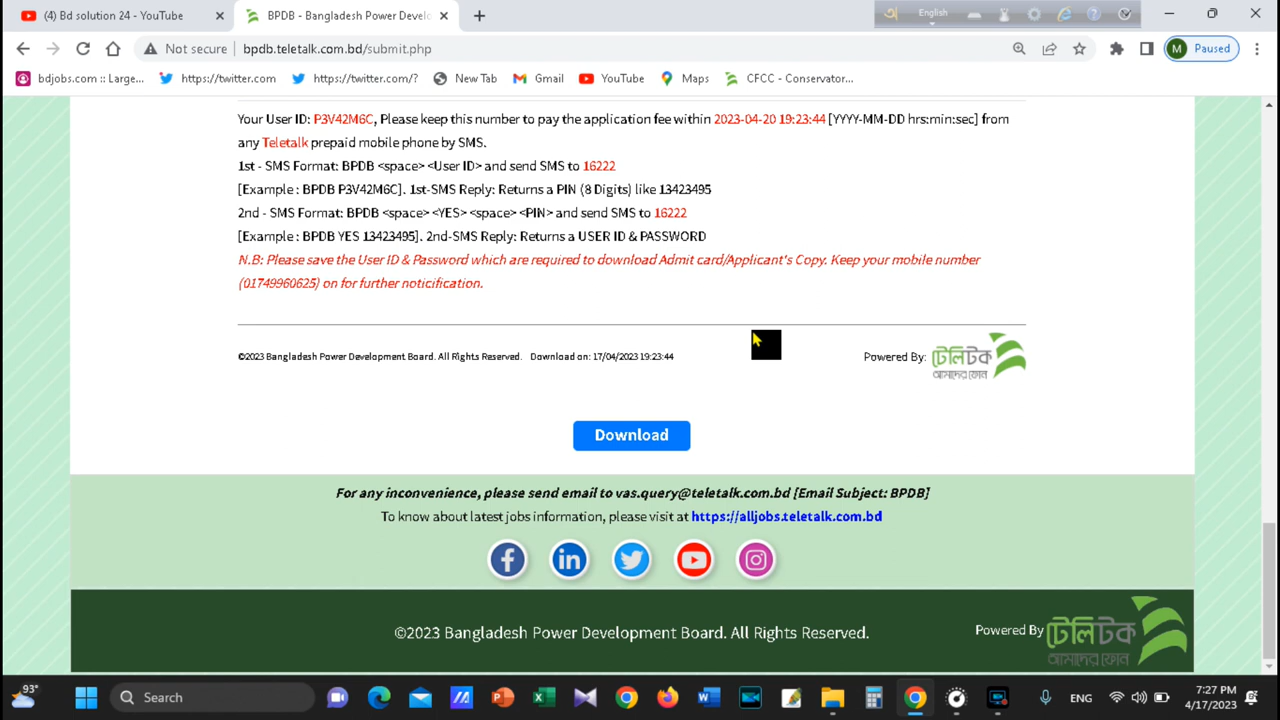 (4) Bd solution 24 - YouTube
BPDB - Bangladesh Power Develo
English
Not secure
bpdb.teletalk.com.bd/submit.php
M
Paused
bdjobs.com :: Large...
https://twitter.com
https://twitter.com/?
New Tab
Gmail
YouTube
Maps
CFCC - Conservator...
Your User ID: P3V42M6C, Please keep this number to pay the application fee within 2023-04-20 19:23:44 [YYYY-MM-DD hrs:min:sec] from
any Teletalk prepaid mobile phone by SMS.
1st - SMS Format: BPDB <space> <User ID> and send SMS to 16222
[Example : BPDB P3V42M6C]. 1st-SMS Reply: Returns a PIN (8 Digits) like 13423495
2nd - SMS Format: BPDB <space> <YES> <space> <PIN> and send SMS to 16222
[Example : BPDB YES 13423495]. 2nd-SMS Reply: Returns a USER ID & PASSWORD
N.B: Please save the User ID & Password which are required to download Admit card/Applicant's Copy. Keep your mobile number
(01749960625) on for further noticification.
©2023 Bangladesh Power Development Board. All Rights Reserved. Download on: 17/04/2023 19:23:44
Powered By: টেলিটক
আমাদের ফোন
Download
For any inconvenience, please send email to vas.query@teletalk.com.bd [Email Subject: BPDB]
To know about latest jobs information, please visit at https://alljobs.teletalk.com.bd
©2023 Bangladesh Power Development Board. All Rights Reserved.
Powered By টেলিটক
আমাদের ফোন
93°
Search
ENG
7:27 PM
4/17/2023